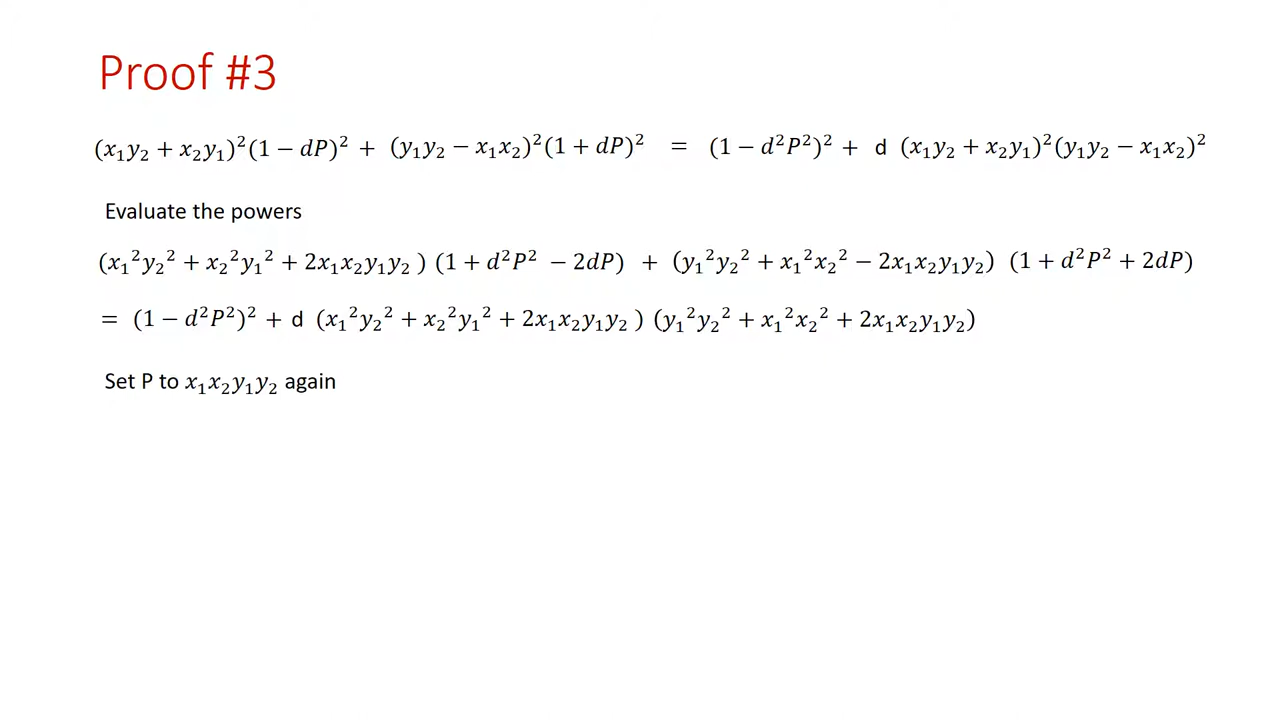 Proof #3
(x₁y₂ + x₂y₁)²(1 − dP)² + (y₁y₂ − x₁x₂)²(1 + dP)² = (1 − d²P²)² + d (x₁y₂ + x₂y₁)²(y₁y₂ − x₁x₂)²
Evaluate the powers
(x₁²y₂² + x₂²y₁² + 2x₁x₂y₁y₂ ) (1 + d²P² − 2dP) + (y₁²y₂² + x₁²x₂² − 2x₁x₂y₁y₂) (1 + d²P² + 2dP)
= (1 − d²P²)² + d (x₁²y₂² + x₂²y₁² + 2x₁x₂y₁y₂ ) (y₁²y₂² + x₁²x₂² + 2x₁x₂y₁y₂)
Set P to x₁x₂y₁y₂ again